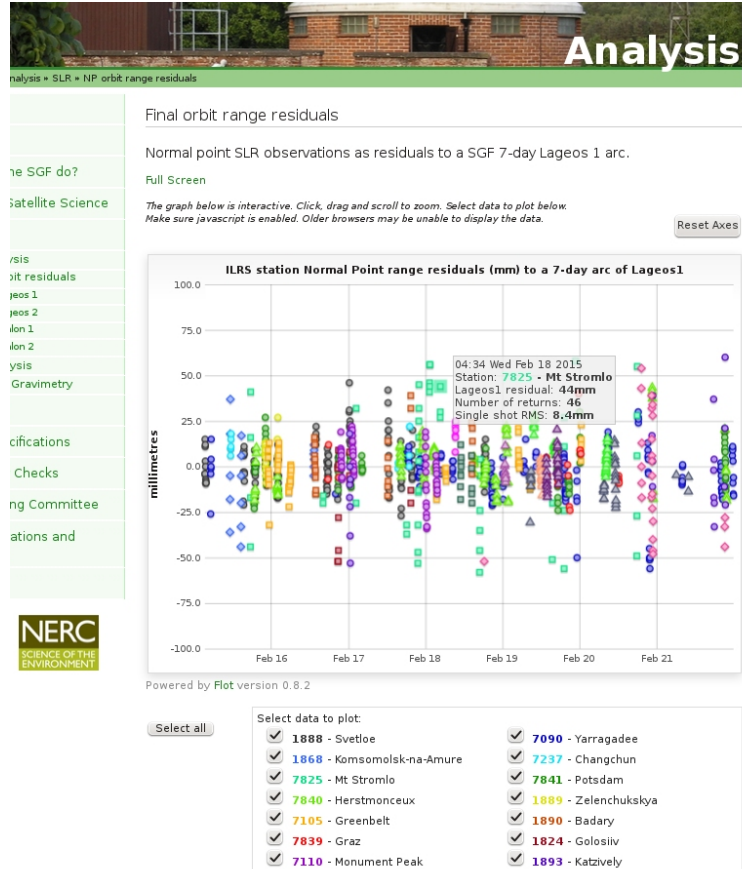 Analysis
nalysis » SLR » NP orbit range residuals
Final orbit range residuals
Normal point SLR observations as residuals to a SGF 7-day Lageos 1 arc.
Full Screen
The graph below is interactive. Click, drag and scroll to zoom. Select data to plot below.
Make sure javascript is enabled. Older browsers may be unable to display the data.
Reset Axes
he SGF do?
Satellite Science
ysis
bit residuals
geos 1
geos 2
alon 1
alon 2
ysis
Gravimetry
cifications
Checks
ng Committee
ations and
NERC
SCIENCE OF THE
ENVIRONMENT
ILRS station Normal Point range residuals (mm) to a 7-day arc of Lageos1
100.0
75.0
50.0
25.0
0.0
-25.0
-50.0
-75.0
-100.0
millimetres
04:34 Wed Feb 18 2015
Station: 7825 - Mt Stromlo
Lageos1 residual: 44mm
Number of returns: 46
Single shot RMS: 8.4mm
Feb 16 Feb 17 Feb 18 Feb 19 Feb 20 Feb 21
Powered by Flot version 0.8.2
Select all
Select data to plot:
1888 - Svetloe
1868 - Komsomolsk-na-Amure
7825 - Mt Stromlo
7840 - Herstmonceux
7105 - Greenbelt
7839 - Graz
7110 - Monument Peak
7090 - Yarragadee
7237 - Changchun
7841 - Potsdam
1889 - Zelenchukskya
1890 - Badary
1824 - Golosiiv
1893 - Katzively